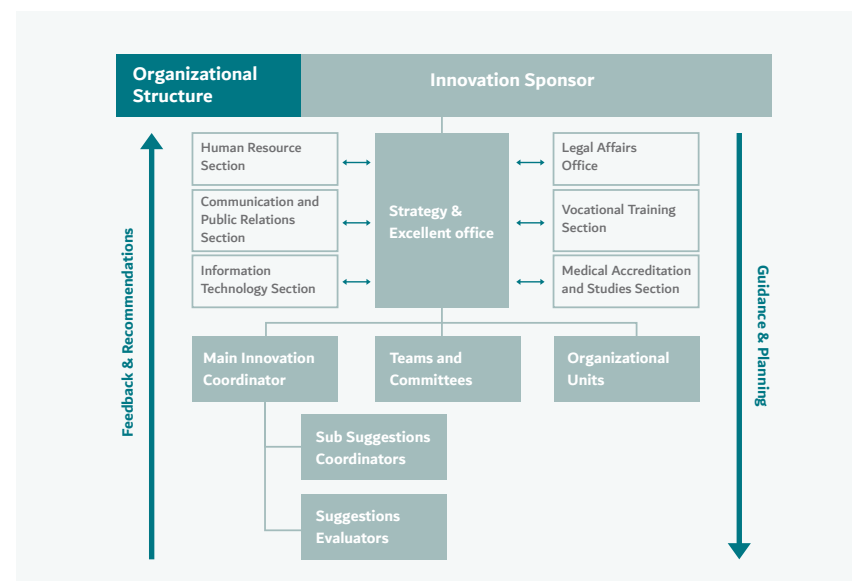 Organizational
Structure
Innovation Sponsor
Human Resource
Section
Legal Affairs
Office
Communication and
Public Relations
Section
Strategy &
Excellent office
Vocational Training
Section
Information
Technology Section
Medical Accreditation
and Studies Section
Feedback & Recommendations
Guidance & Planning
Main Innovation
Coordinator
Teams and
Committees
Organizational
Units
Sub Suggestions
Coordinators
Suggestions
Evaluators